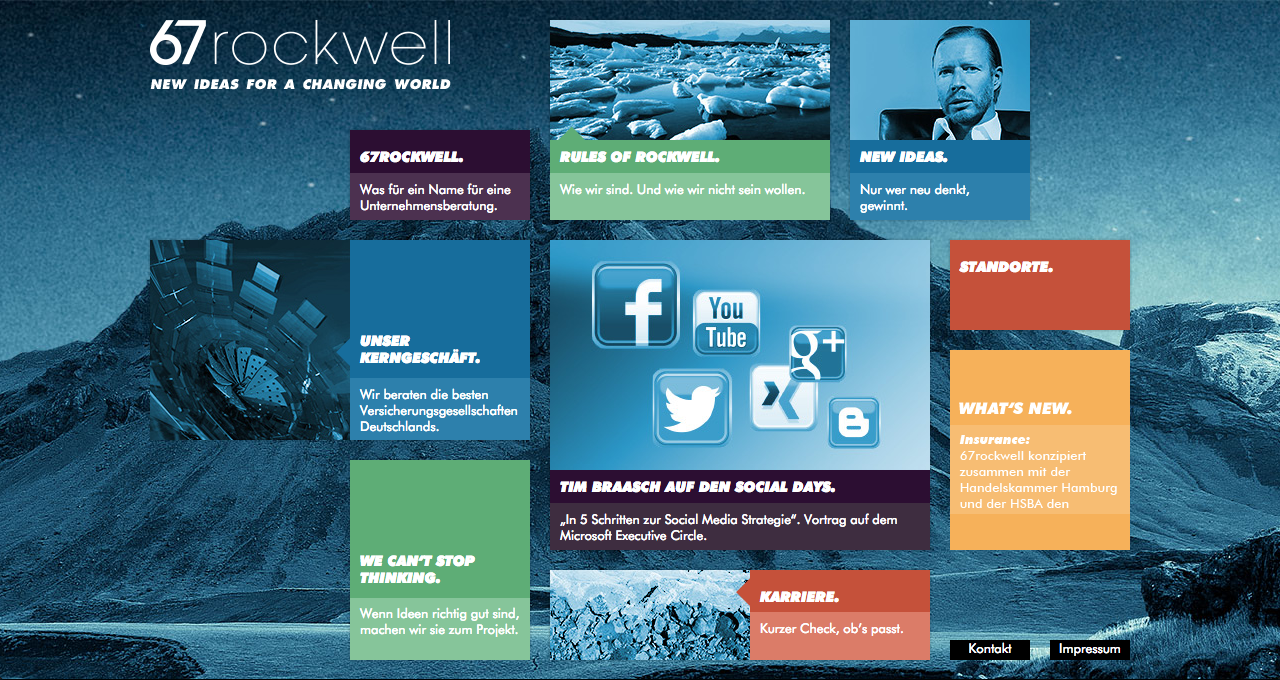 67rockwell
NEW IDEAS FOR A CHANGING WORLD
67ROCKWELL.
Was für ein Name für eine
Unternehmensberatung.
RULES OF ROCKWELL.
Wie wir sind. Und wie wir nicht sein wollen.
NEW IDEAS.
Nur wer neu denkt,
gewinnt.
UNSER
KERNGESCHÄFT.
Wir beraten die besten
Versicherungsgesellschaften
Deutschlands.
f
You
Tube
g+
TIM BRAASCH AUF DEN SOCIAL DAYS.
„In 5 Schritten zur Social Media Strategie“. Vortrag auf dem
Microsoft Executive Circle.
STANDORTE.
WHAT'S NEW.
Insurance:
67rockwell konzipiert
zusammen mit der
Handelskammer Hamburg
und der HSBA den
WE CAN'T STOP
THINKING.
Wenn Ideen richtig gut sind,
machen wir sie zum Projekt.
KARRIERE.
Kurzer Check, ob's passt.
Kontakt
Impressum